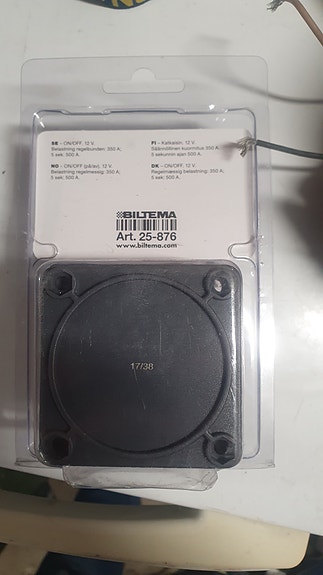 SE – ON/OFF, 12 V.
Belastning regelbunden: 350 A;
5 sek: 500 A.
NO – ON/OFF (på/av), 12 V.
Belastning regelmessig: 350 A;
5 sek: 500 A.
FI – Katkaisin; 12 V.
Säännöllinen kuormitus 350 A;
5 sekunnin ajan 500 A.
DK – ON/OFF, 12 V.
Regelmæssig belastning: 350 A;
5 sek: 500 A.
BILTEMA
Art. 25-876
www.biltema.com
17/38